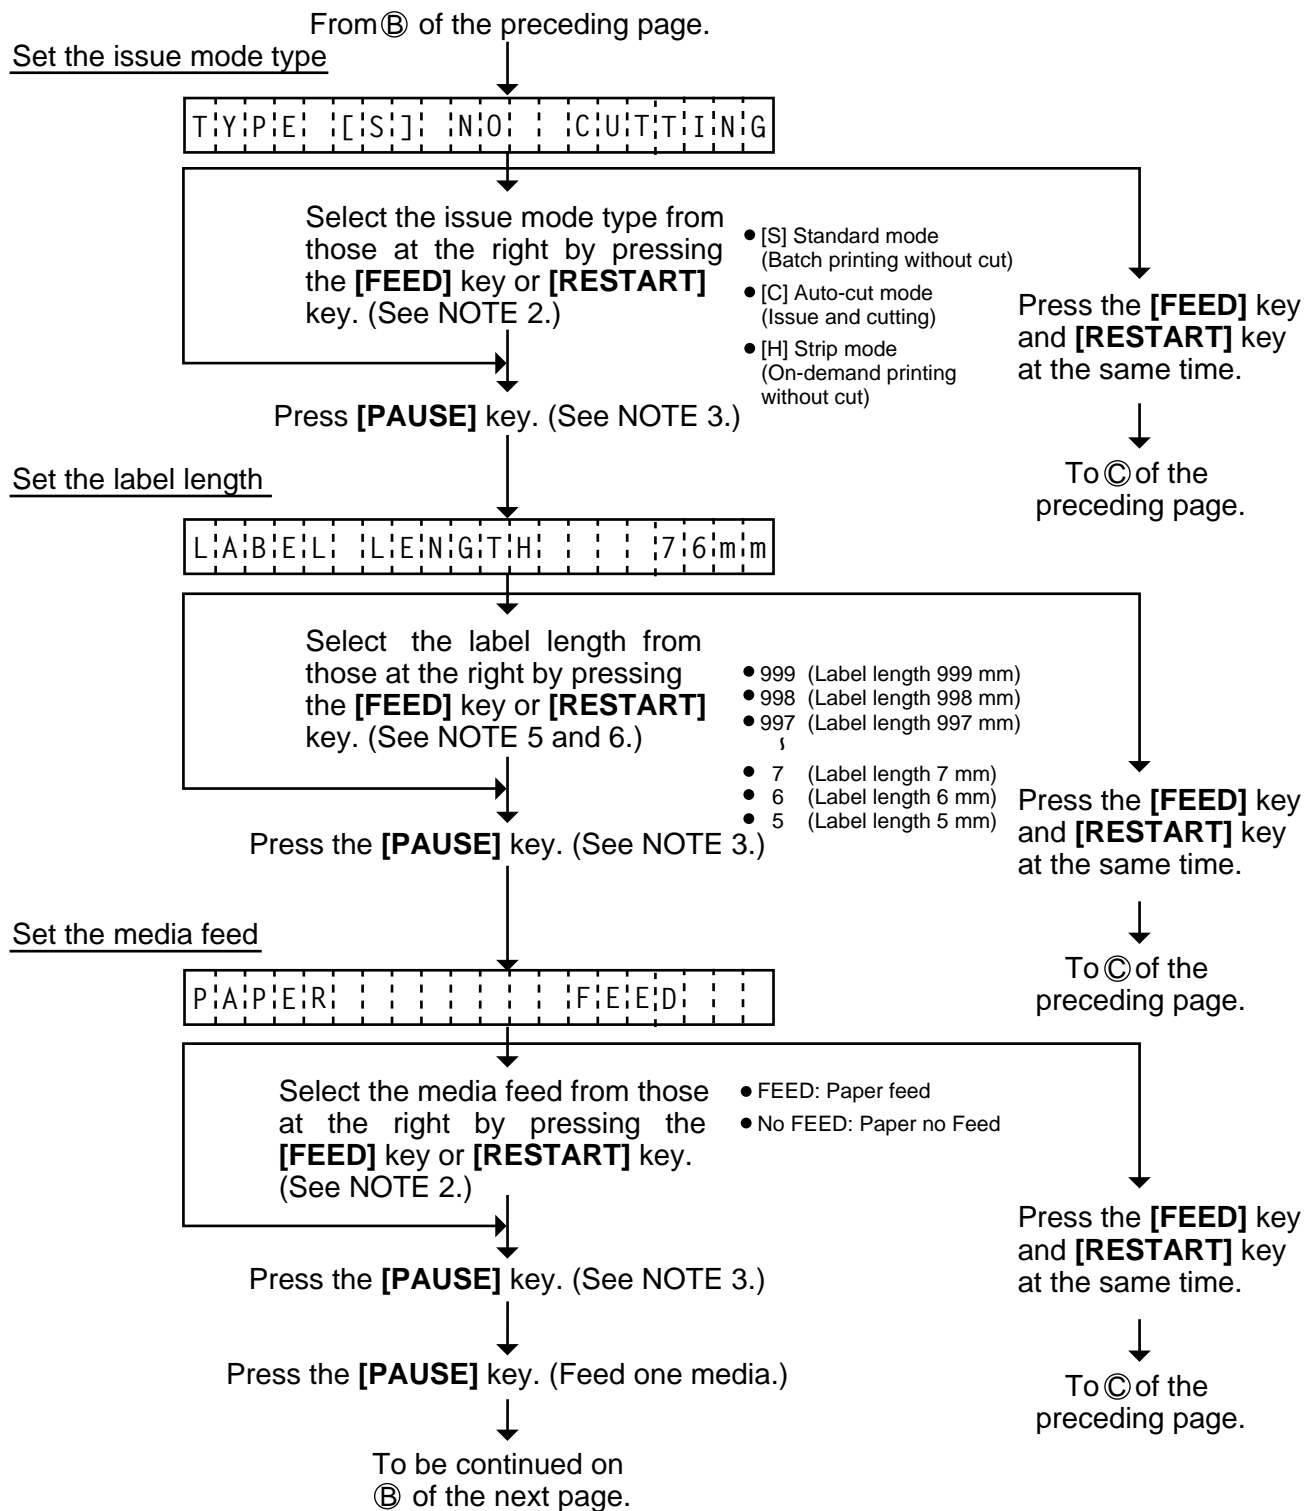 From Ⓑ of the preceding page.
Set the issue mode type
TYPE [S] NO  CUTTING
Select the issue mode type from
those at the right by pressing
the [FEED] key or [RESTART]
key. (See NOTE 2.)
● [S] Standard mode
(Batch printing without cut)
● [C] Auto-cut mode
(Issue and cutting)
● [H] Strip mode
(On-demand printing
without cut)
Press the [FEED] key
and [RESTART] key
at the same time.
Press [PAUSE] key. (See NOTE 3.)
To Ⓒ of the
preceding page.
Set the label length
LABEL LENGTH    76mm
Select the label length from
those at the right by pressing
the [FEED] key or [RESTART]
key. (See NOTE 5 and 6.)
● 999 (Label length 999 mm)
● 998 (Label length 998 mm)
● 997 (Label length 997 mm)
≀
● 7 (Label length 7 mm)
● 6 (Label length 6 mm)
● 5 (Label length 5 mm)
Press the [FEED] key
and [RESTART] key
at the same time.
Press the [PAUSE] key. (See NOTE 3.)
To Ⓒ of the
preceding page.
Set the media feed
PAPER        FEED
Select the media feed from those
at the right by pressing the
[FEED] key or [RESTART] key.
(See NOTE 2.)
● FEED: Paper feed
● No FEED: Paper no Feed
Press the [FEED] key
and [RESTART] key
at the same time.
Press the [PAUSE] key. (See NOTE 3.)
Press the [PAUSE] key. (Feed one media.)
To Ⓒ of the
preceding page.
To be continued on
Ⓑ of the next page.